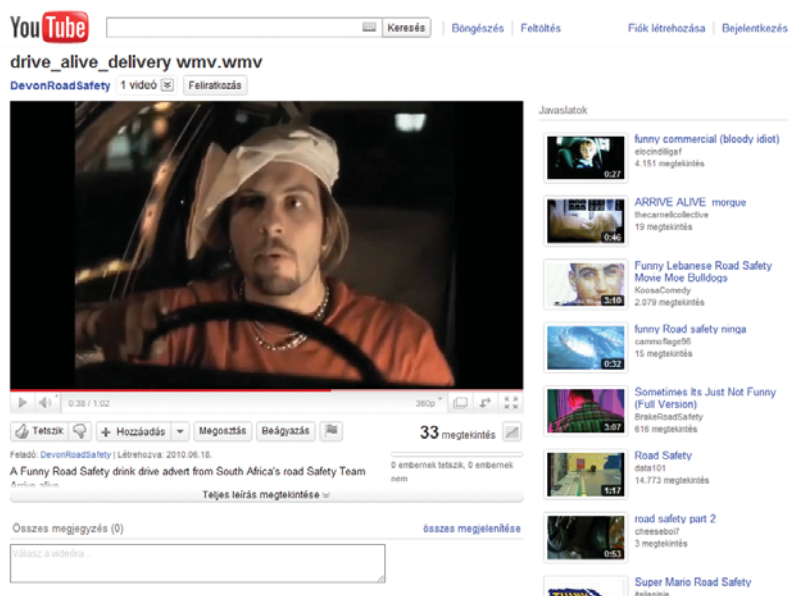 YouTube
Keresés
Böngészés
Feltöltés
Fiók létrehozása
Bejelentkezés
drive_alive_delivery wmv.wmv
DevonRoadSafety
1 videó
Feliratkozás
0:38 / 1:02
360p
Tetszik
+ Hozzáadás
Megosztás
Beágyazás
33 megtekintés
Feladó: DevonRoadSafety | Létrehozva: 2010.06.18.
A Funny Road Safety drink drive advert from South Africa's road Safety Team
Arrive alive
0 embernek tetszik, 0 embernek
nem
Teljes leírás megtekintése
Összes megjegyzés (0)
összes megjelenítése
Válasz a videóra...
Javaslatok
funny commercial (bloody idiot)
elocindiligaf
4.151 megtekintés
0:27
ARRIVE ALIVE morgue
thecarnellcollective
19 megtekintés
0:46
Funny Lebanese Road Safety
Movie Moe Bulldogs
KoosaComedy
2.079 megtekintés
3:10
funny Road safety ninga
cammoflage96
15 megtekintés
0:32
Sometimes Its Just Not Funny
(Full Version)
BrakeRoadSafety
616 megtekintés
3:07
Road Safety
data101
14.773 megtekintés
1:17
road safety part 2
cheeseboi7
3 megtekintés
0:53
Super Mario Road Safety